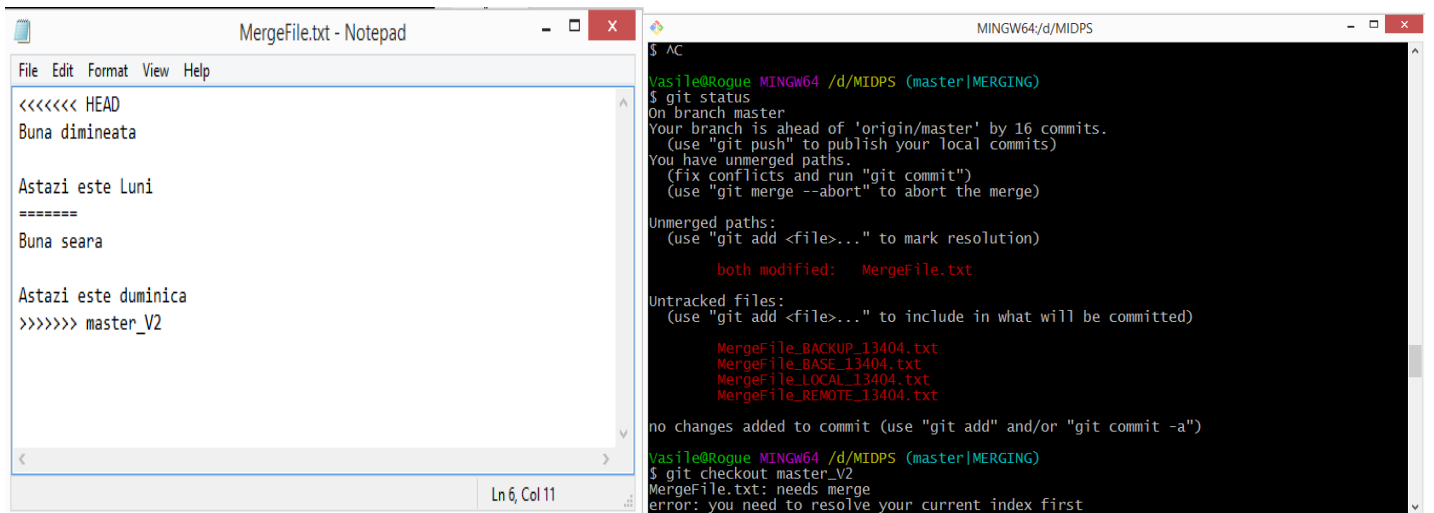 MergeFile.txt - Notepad
File Edit Format View Help
<<<<<<< HEAD
Buna dimineata
Astazi este Luni
=======
Buna seara
Astazi este duminica
>>>>>>> master_V2
Ln 6, Col 11
MINGW64:/d/MIDPS
$ ^C
Vasile@Rogue MINGW64 /d/MIDPS (master|MERGING)
$ git status
On branch master
Your branch is ahead of 'origin/master' by 16 commits.
(use "git push" to publish your local commits)
You have unmerged paths.
(fix conflicts and run "git commit")
(use "git merge --abort" to abort the merge)
Unmerged paths:
(use "git add <file>..." to mark resolution)
both modified: MergeFile.txt
Untracked files:
(use "git add <file>..." to include in what will be committed)
MergeFile_BACKUP_13404.txt
MergeFile_BASE_13404.txt
MergeFile_LOCAL_13404.txt
MergeFile_REMOTE_13404.txt
no changes added to commit (use "git add" and/or "git commit -a")
Vasile@Rogue MINGW64 /d/MIDPS (master|MERGING)
$ git checkout master_V2
MergeFile.txt: needs merge
error: you need to resolve your current index first